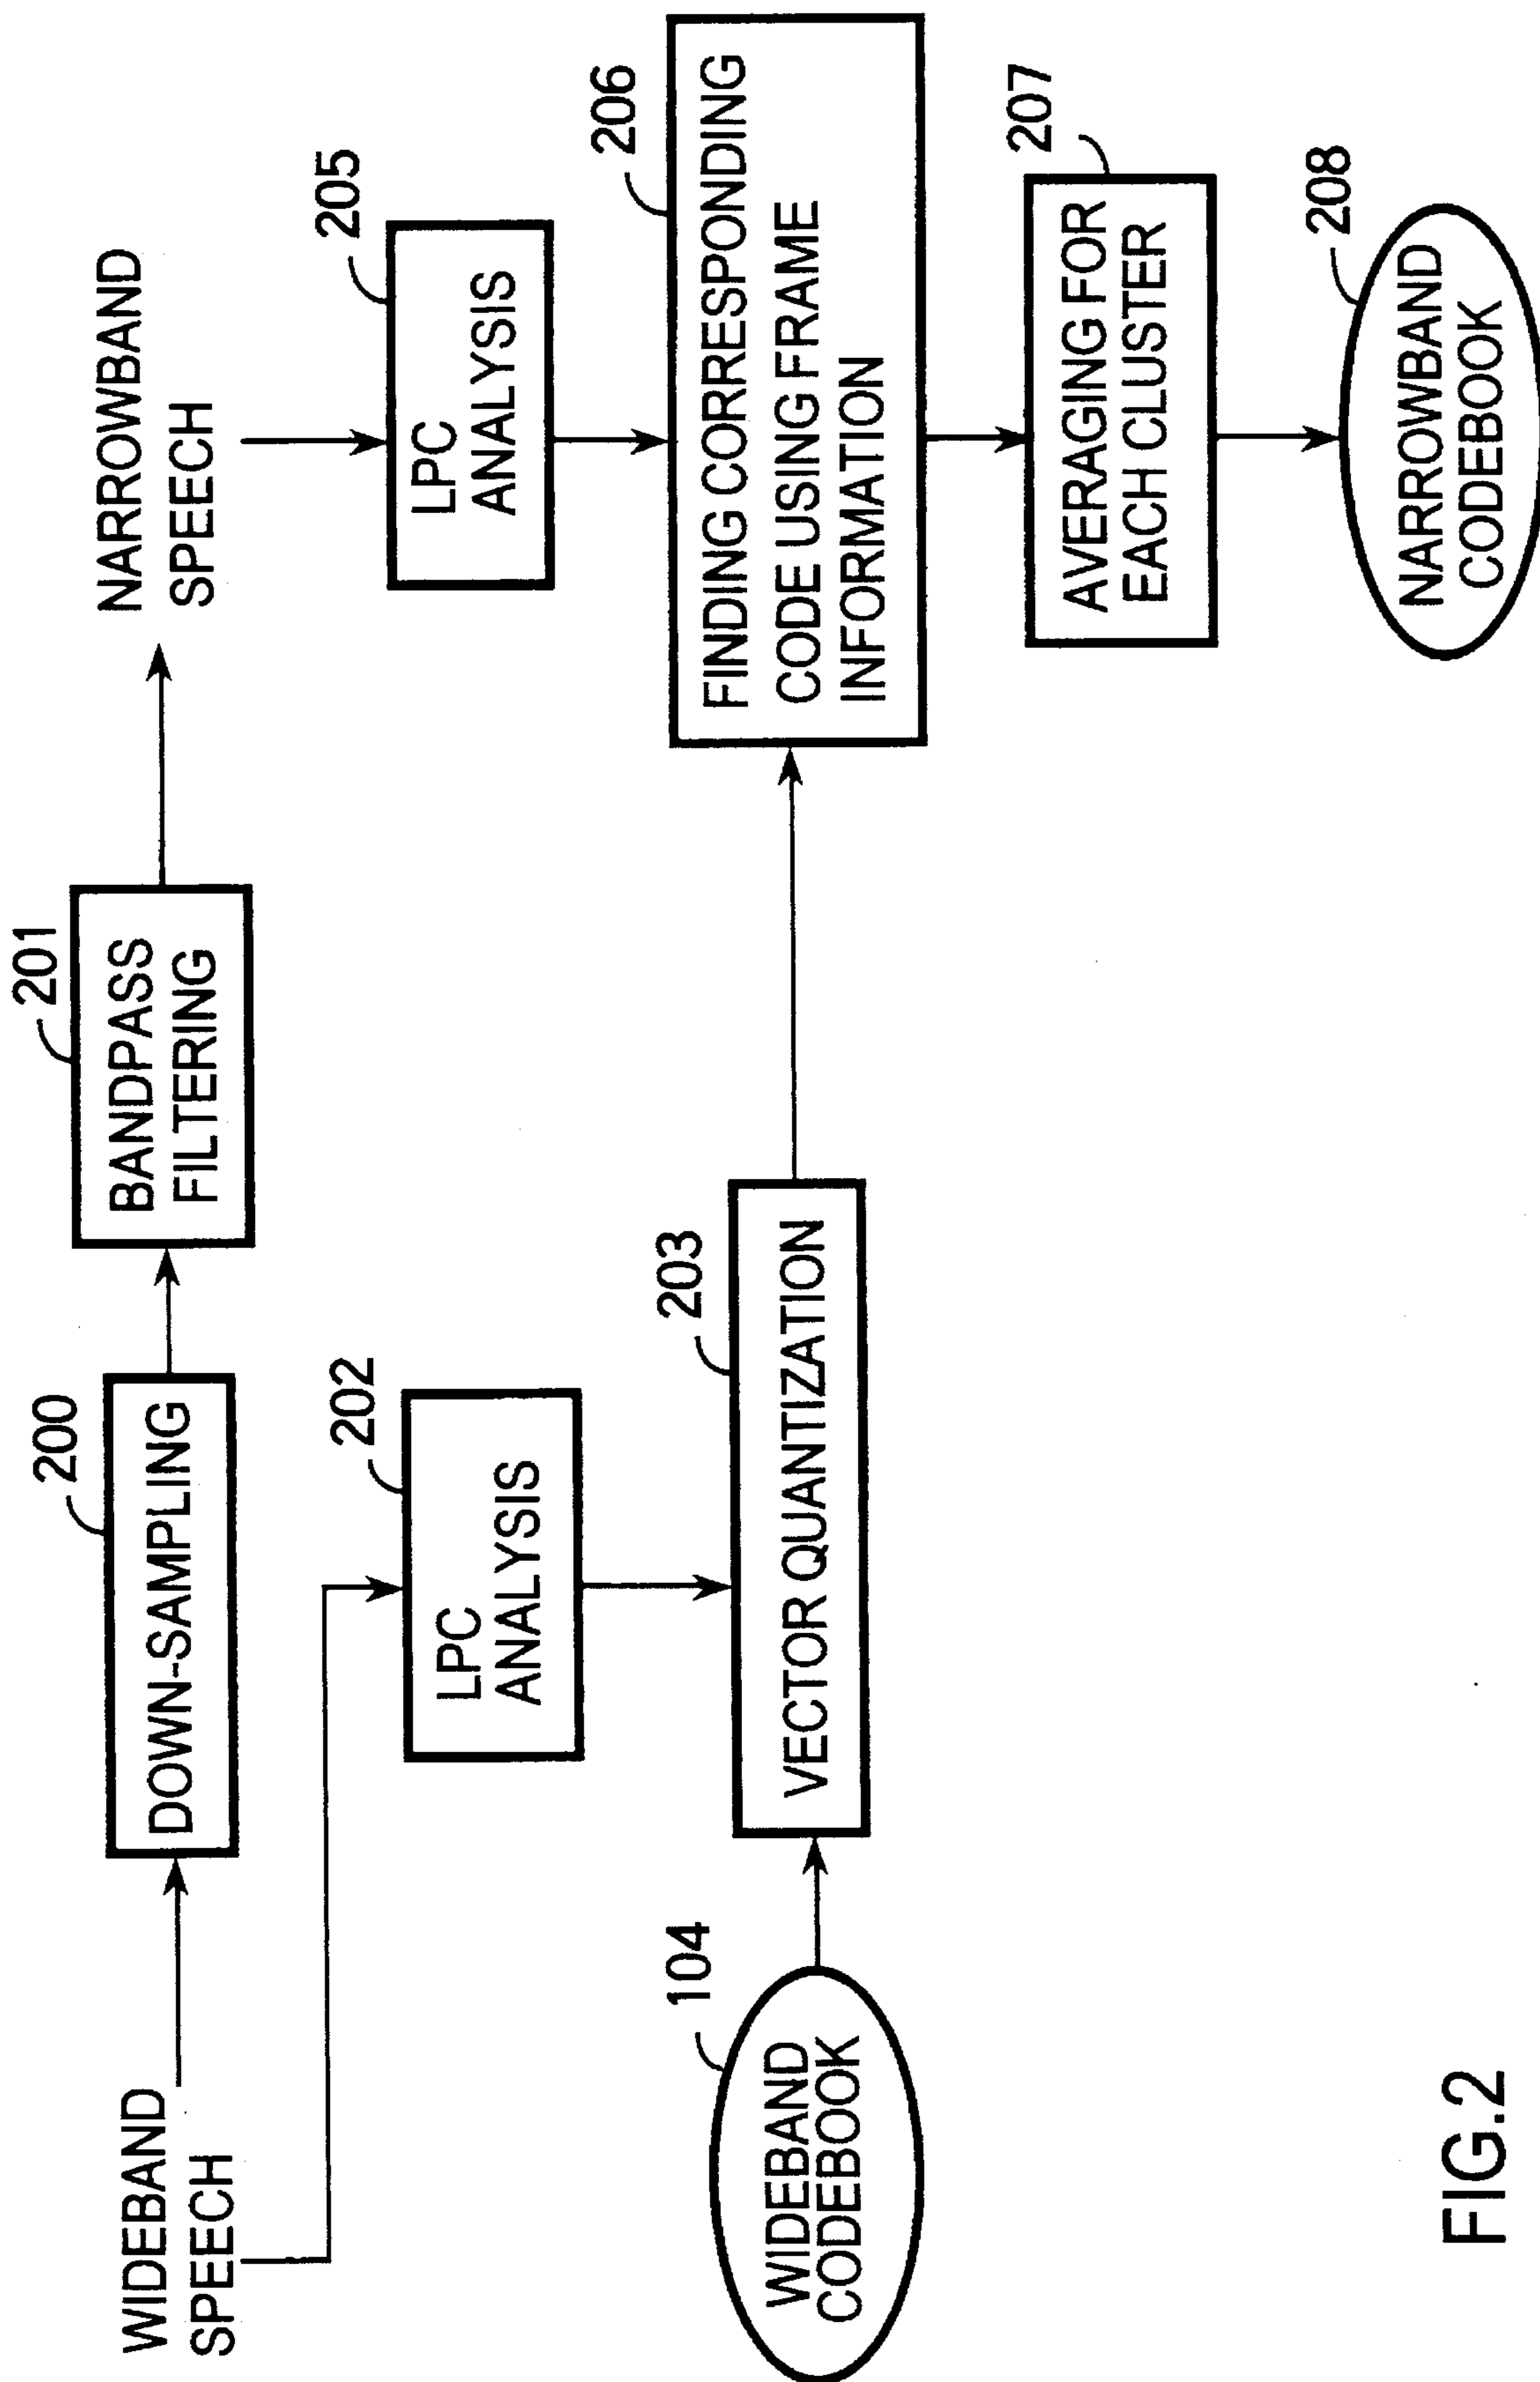 WIDEBAND
SPEECH
200
DOWN-SAMPLING
201
BANDPASS
FILTERING
NARROWBAND
SPEECH
202
LPC
ANALYSIS
205
LPC
ANALYSIS
104
WIDEBAND
CODEBOOK
203
VECTOR QUANTIZATION
206
FINDING CORRESPONDING
CODE USING FRAME
INFORMATION
207
AVERAGING FOR
EACH CLUSTER
208
NARROWBAND
CODEBOOK
FIG.2